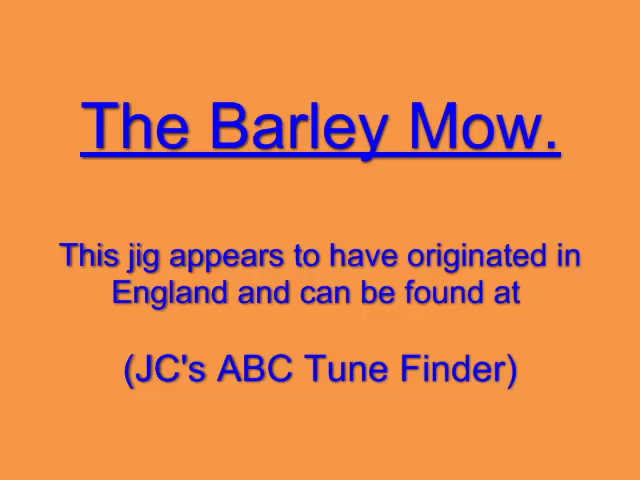 The Barley Mow.
This jig appears to have originated in
England and can be found at
(JC's ABC Tune Finder)